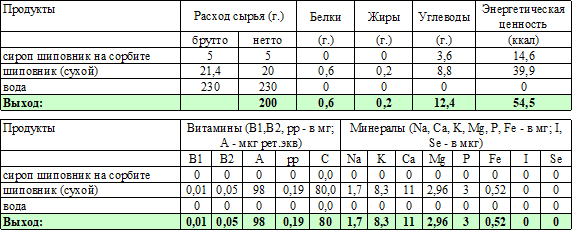 Продукты Расход сырья (г.) Белки Жиры Углеводы Энергетическая ценность
брутто нетто (г.) (г.) (г.) (ккал)
сироп шиповник на сорбите 5 5 0 0 3,6 14,6
шиповник (сухой) 21,4 20 0,6 0,2 8,8 39,9
вода 230 230 0 0 0 0
Выход: 200 0,6 0,2 12,4 54,5
Продукты Витамины (В1,В2, рр - в мг; А - мкг рет.экв) Минералы (Na, Ca, K, Mg, P, Fe - в мг; I, Se - в мкг)
В1 В2 А рр С Na K Ca Mg P Fe I Se
сироп шиповник на сорбите 0 0 0 0 0,0 0 0 0 0 0 0 0 0
шиповник (сухой) 0,01 0,05 98 0,19 80,0 1,7 8,3 11 2,96 3 0,52 0 0
вода 0 0 0 0 0,0 0 0 0 0 0 0 0 0
Выход: 0,01 0,05 98 0,19 80 1,7 8,3 11 2,96 3 0,52 0 0